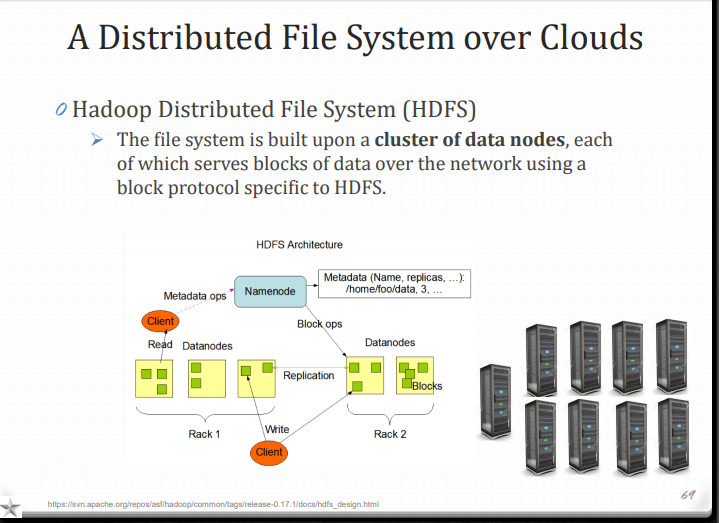 A Distributed File System over Clouds
Hadoop Distributed File System (HDFS)
The file system is built upon a cluster of data nodes, each
of which serves blocks of data over the network using a
block protocol specific to HDFS.
HDFS Architecture
Namenode
Metadata (Name, replicas, ...):
/home/foo/data, 3, ...
Metadata ops
Client
Block ops
Read
Datanodes
Datanodes
Replication
Blocks
Rack 1
Write
Rack 2
Client
https://svn.apache.org/repos/asf/hadoop/common/tags/release-0.17.1/docs/hdfs_design.html
69